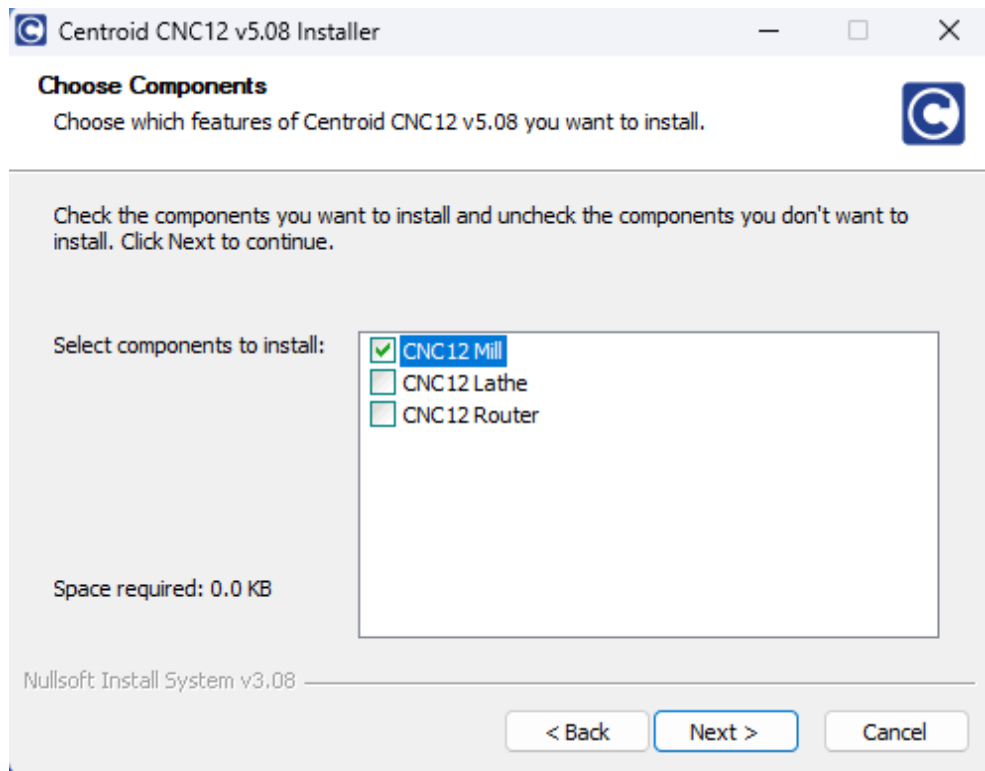 Centroid CNC12 v5.08 Installer
Choose Components
Choose which features of Centroid CNC12 v5.08 you want to install.
Check the components you want to install and uncheck the components you don't want to
install. Click Next to continue.
Select components to install:
CNC12 Mill
CNC12 Lathe
CNC12 Router
Space required: 0.0 KB
Nullsoft Install System v3.08
< Back
Next >
Cancel